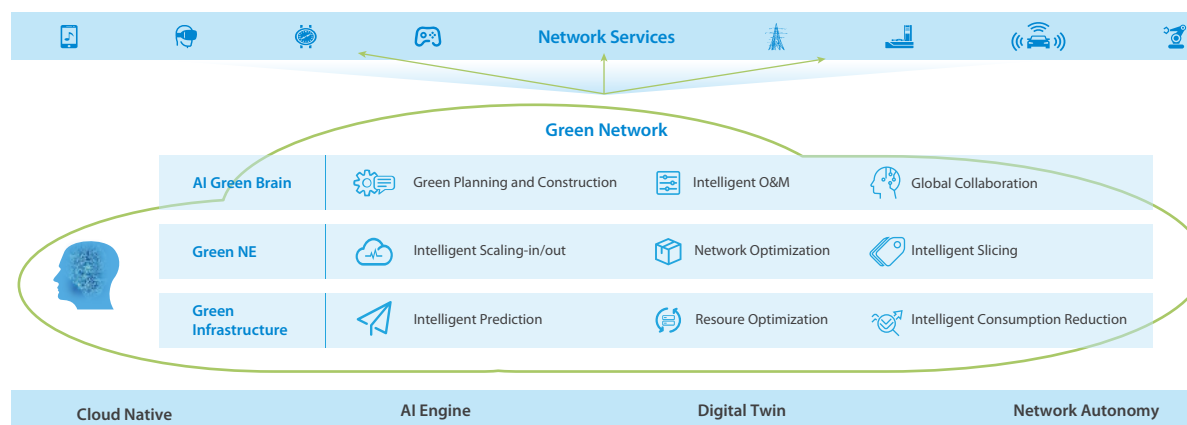 Network Services
Green Network
AI Green Brain
Green Planning and Construction
Intelligent O&M
Global Collaboration
Green NE
Intelligent Scaling-in/out
Network Optimization
Intelligent Slicing
Green
Infrastructure
Intelligent Prediction
Resoure Optimization
Intelligent Consumption Reduction
Cloud Native
AI Engine
Digital Twin
Network Autonomy